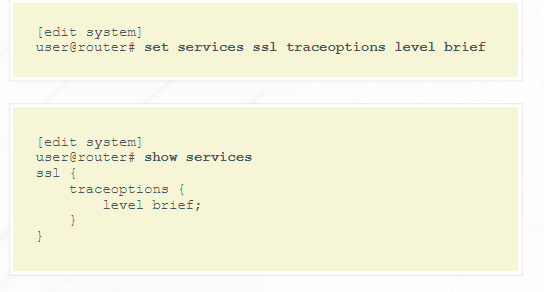 [edit system]
user@router# set services ssl traceoptions level brief
[edit system]
user@router# show services
ssl {
    traceoptions {
        level brief;
    }
}